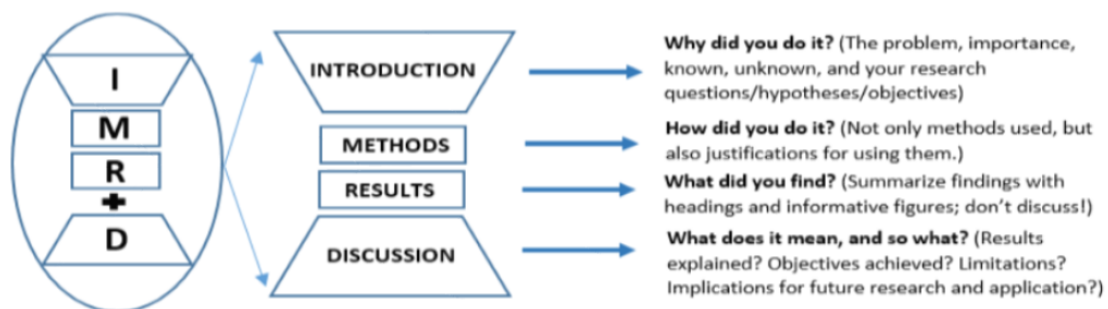 I
M
R
+
D
INTRODUCTION
METHODS
RESULTS
DISCUSSION
Why did you do it? (The problem, importance,
known, unknown, and your research
questions/hypotheses/objectives)
How did you do it? (Not only methods used, but
also justifications for using them.)
What did you find? (Summarize findings with
headings and informative figures; don't discuss!)
What does it mean, and so what? (Results
explained? Objectives achieved? Limitations?
Implications for future research and application?)